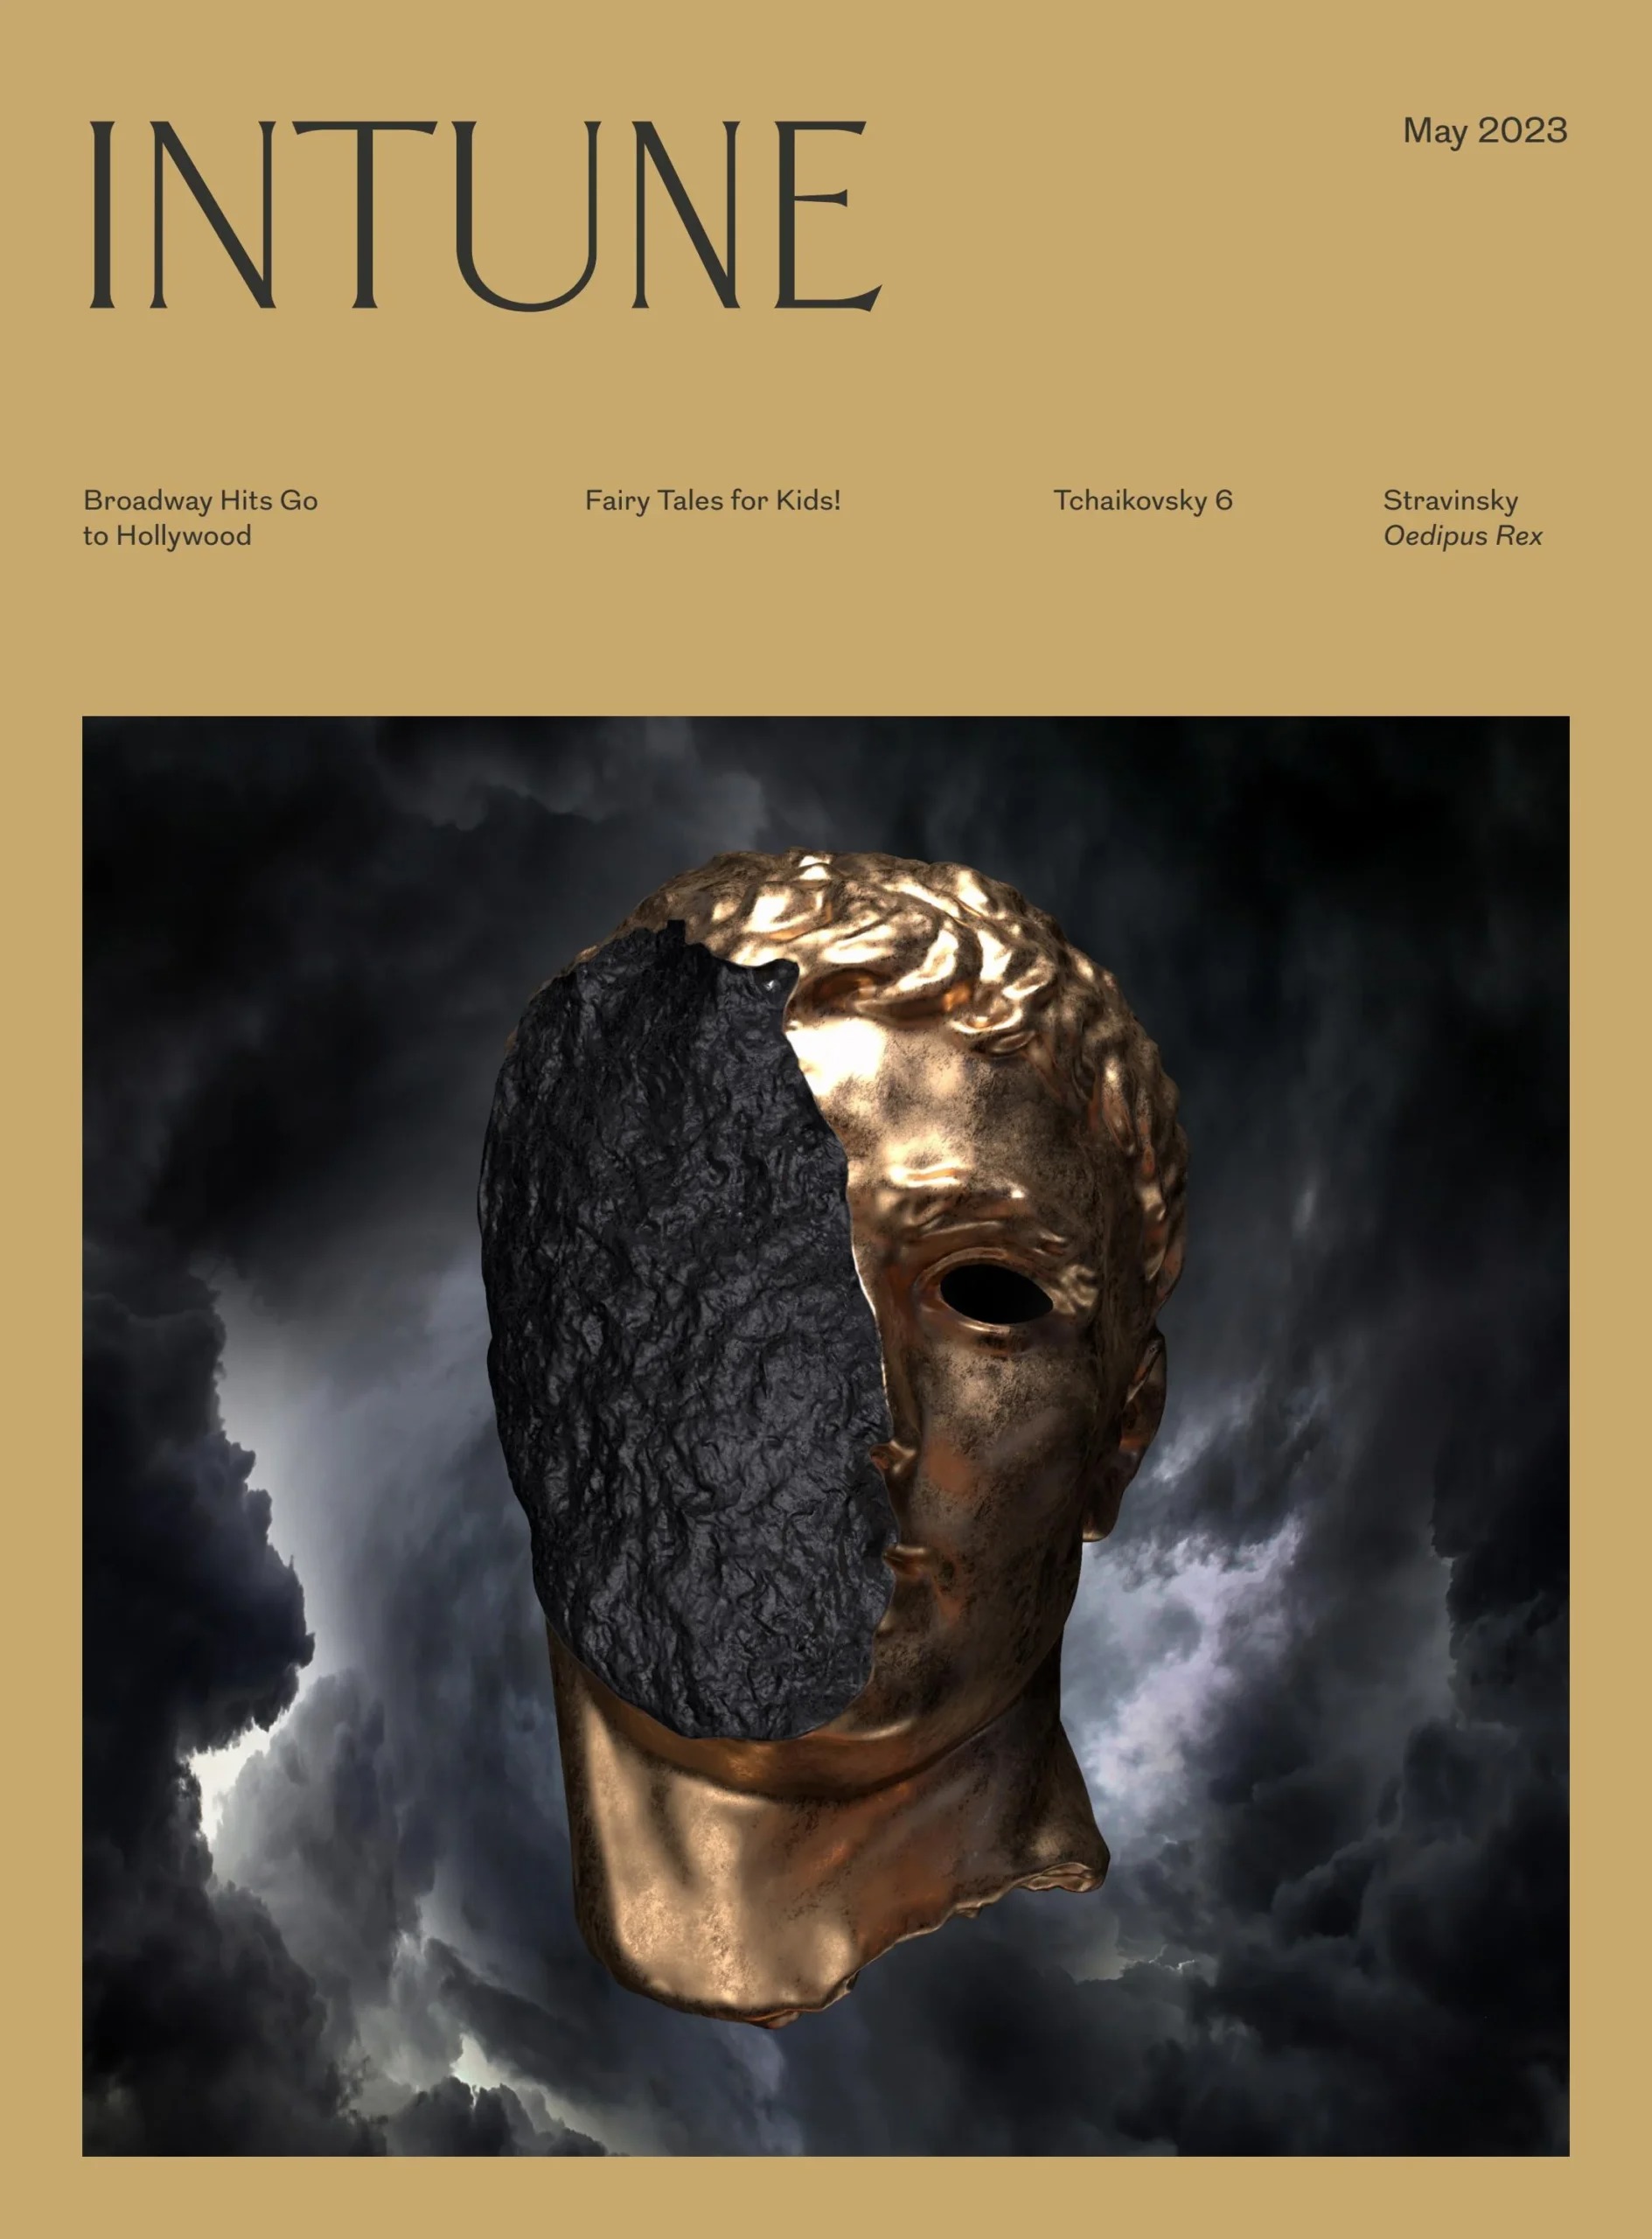 INTUNE
May 2023
Broadway Hits Go
to Hollywood
Fairy Tales for Kids!
Tchaikovsky 6
Stravinsky
Oedipus Rex